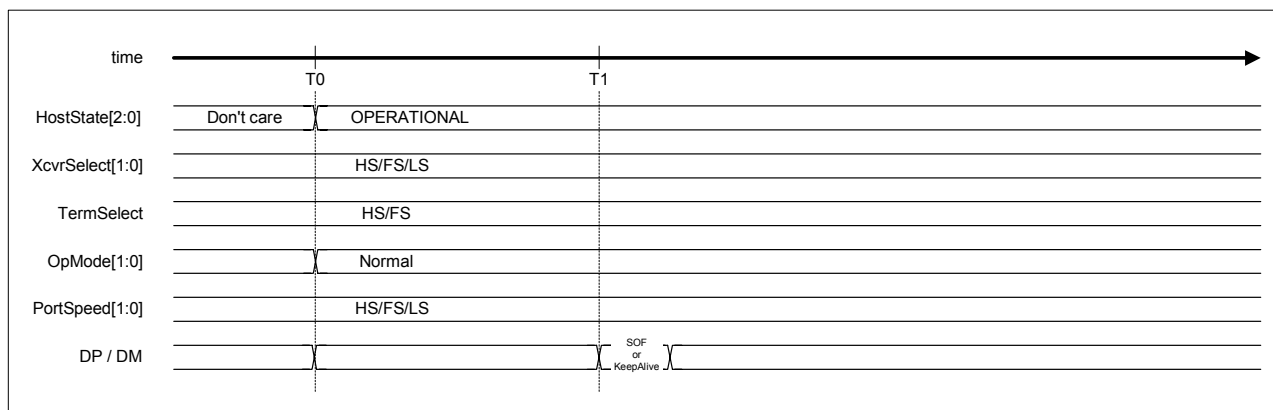 time
T0 T1
HostState[2:0] Don't care OPERATIONAL
XcvrSelect[1:0] HS/FS/LS
TermSelect HS/FS
OpMode[1:0] Normal
PortSpeed[1:0] HS/FS/LS
DP / DM
SOF
or
KeepAlive